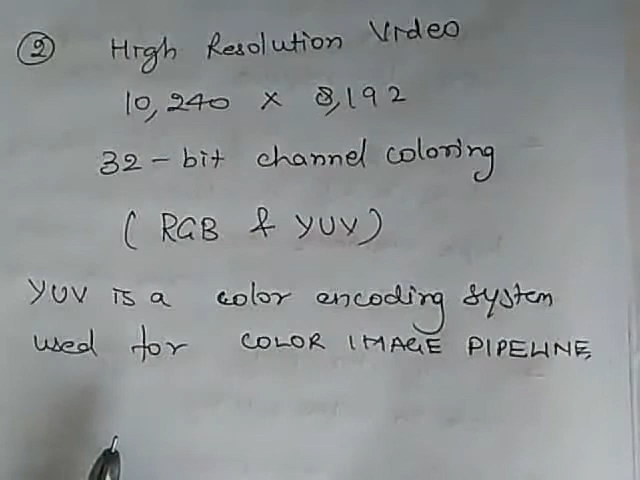 ② High Resolution Video
10,240 x 8,192
32-bit channel coloring
(RGB & YUV)
YUV is a color encoding system
used for COLOR IMAGE PIPELINE,